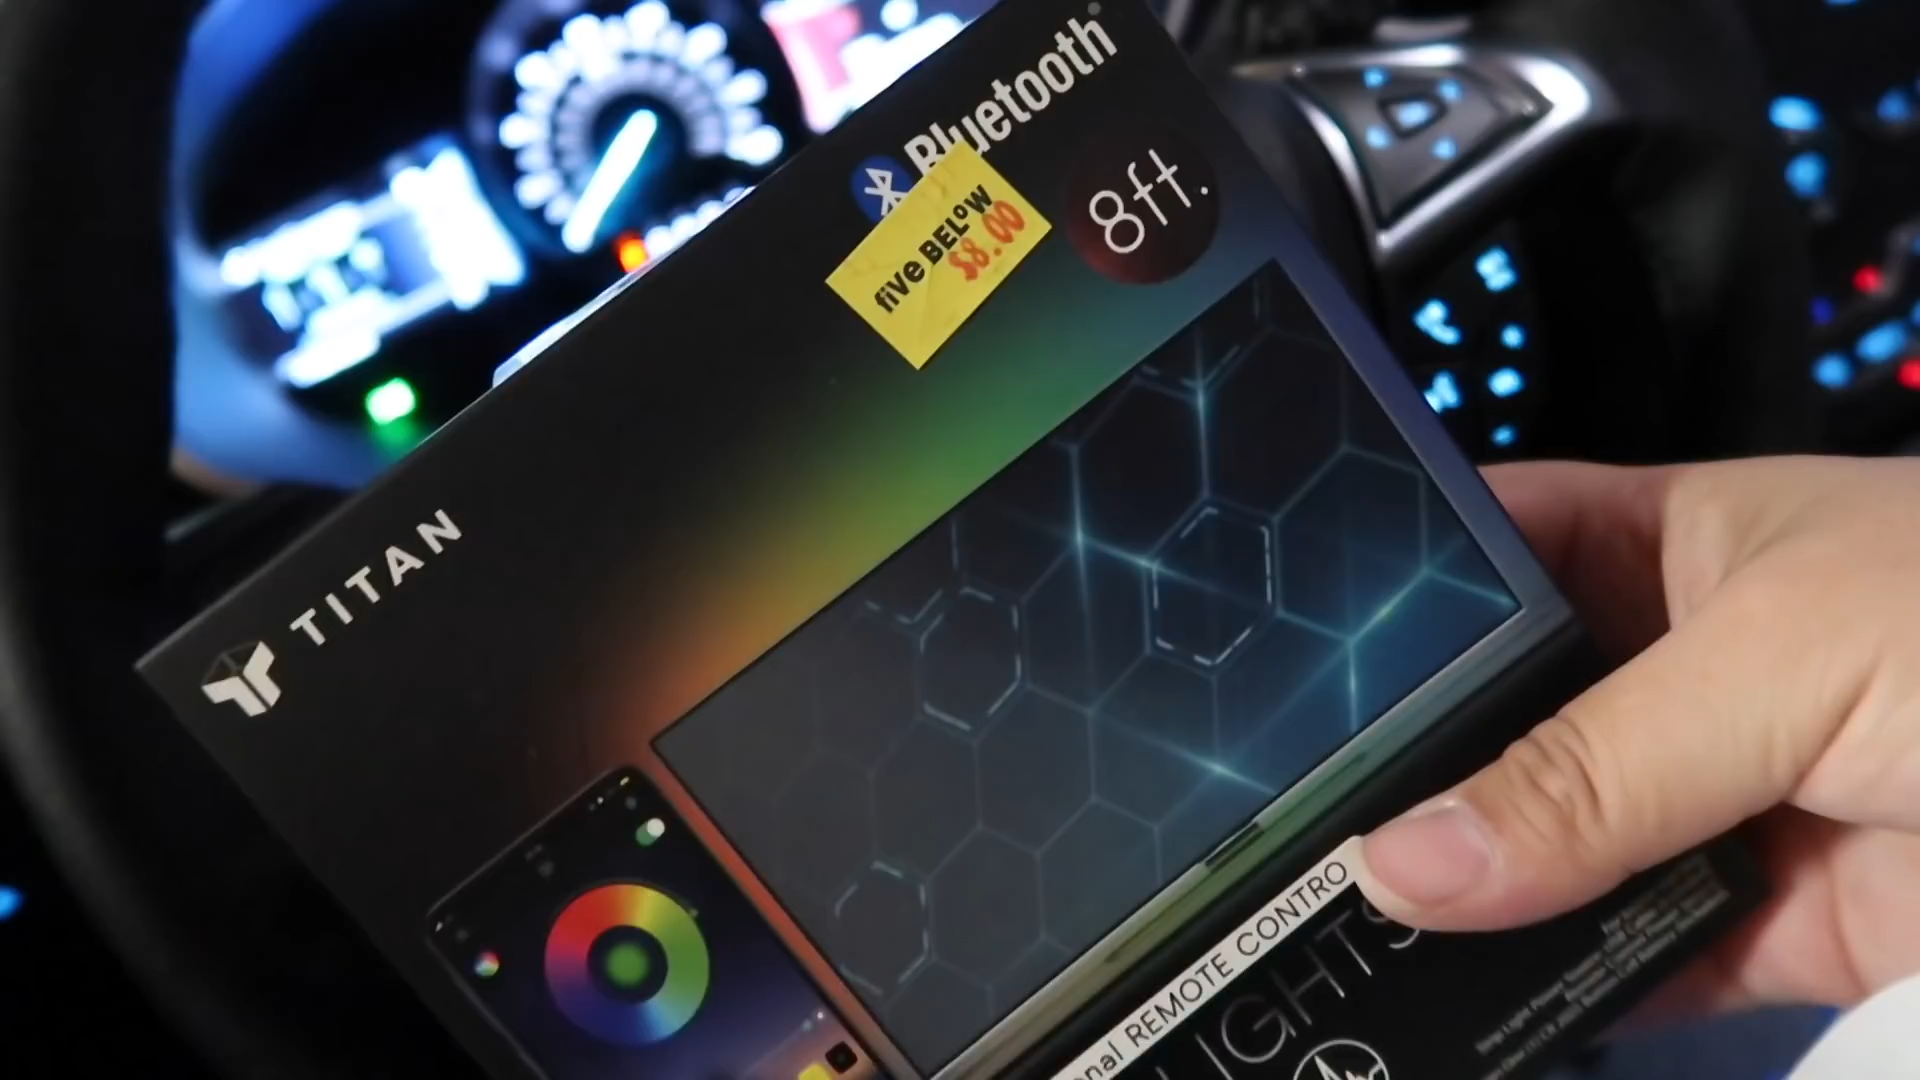 Bluetooth
five BELOW
$8.00
8ft.
TITAN
nal REMOTE CONTRO
LIGHTS